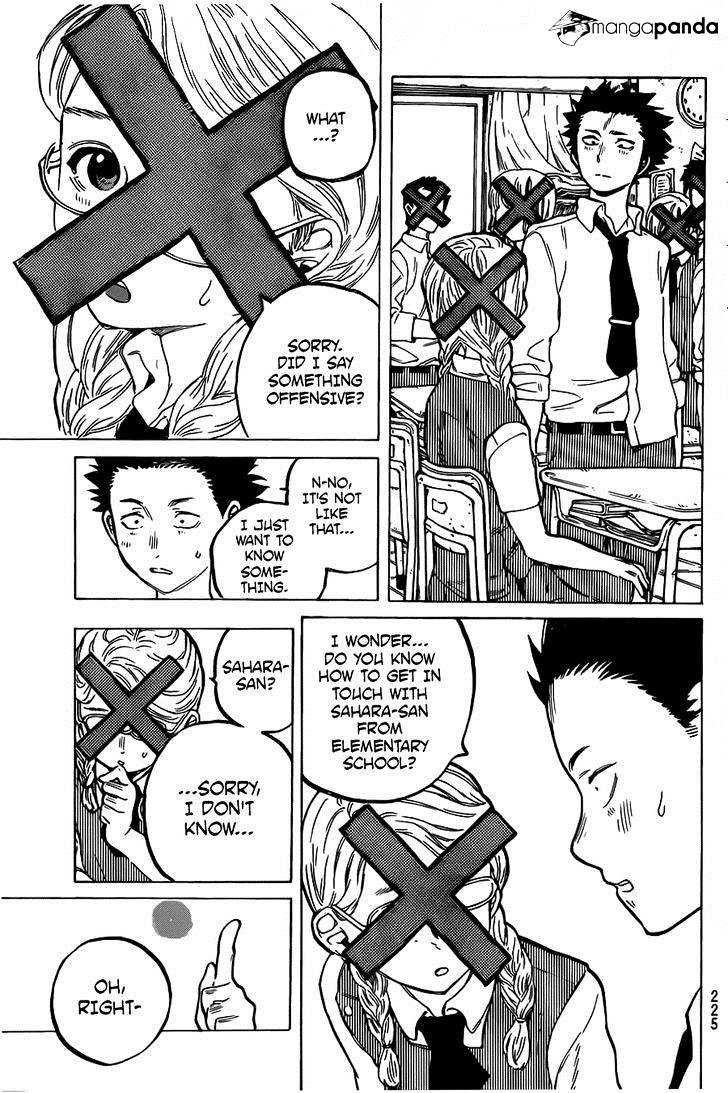 mangapanda
WHAT
...?
SORRY.
DID I SAY
SOMETHING
OFFENSIVE?
N-NO,
IT'S NOT
LIKE
THAT...
I JUST
WANT TO
KNOW
SOME-
THING.
I WONDER...
DO YOU KNOW
HOW TO GET IN
TOUCH WITH
SAHARA-SAN
FROM
ELEMENTARY
SCHOOL?
SAHARA-
SAN?
...SORRY,
I DON'T
KNOW...
OH,
RIGHT-
225